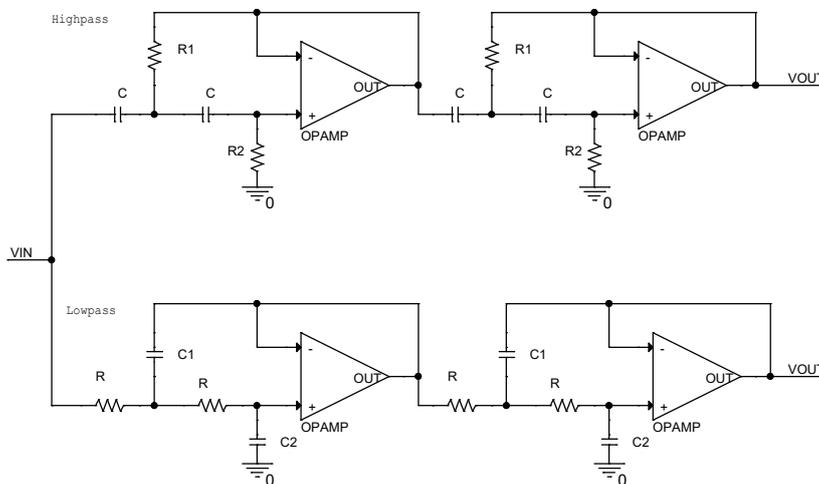 Highpass
R1
R1
-
-
OUT
OUT
VOUT
C
C
C
C
+
+
OPAMP
OPAMP
R2
R2
0
0
VIN
Lowpass
C1
C1
-
-
R
R
OUT
R
R
OUT
VOUT
+
+
OPAMP
OPAMP
C2
C2
0
0